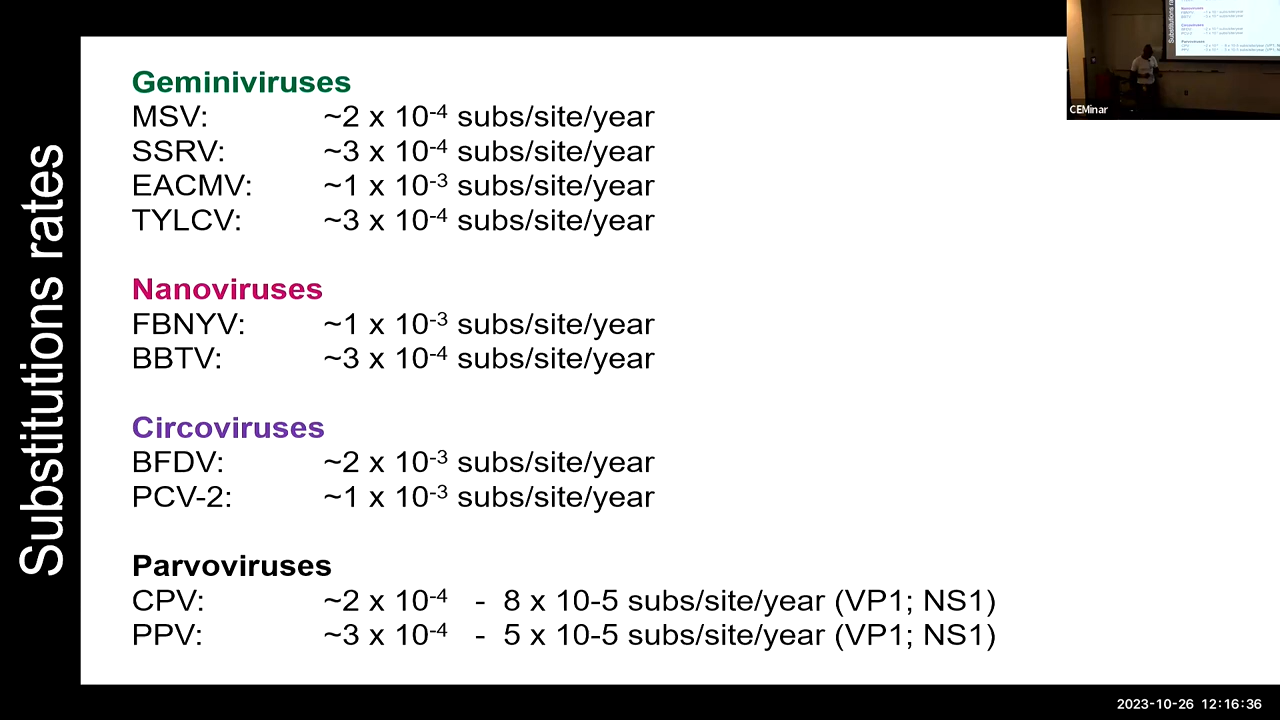 Substitutions rates
Geminiviruses
MSV: ~2 x 10⁻⁴ subs/site/year
SSRV: ~3 x 10⁻⁴ subs/site/year
EACMV: ~1 x 10⁻³ subs/site/year
TYLCV: ~3 x 10⁻⁴ subs/site/year
Nanoviruses
FBNYV: ~1 x 10⁻³ subs/site/year
BBTV: ~3 x 10⁻⁴ subs/site/year
Circoviruses
BFDV: ~2 x 10⁻³ subs/site/year
PCV-2: ~1 x 10⁻³ subs/site/year
Parvoviruses
CPV: ~2 x 10⁻⁴ - 8 x 10-5 subs/site/year (VP1; NS1)
PPV: ~3 x 10⁻⁴ - 5 x 10-5 subs/site/year (VP1; NS1)
CEMinar
2023-10-26 12:16:36